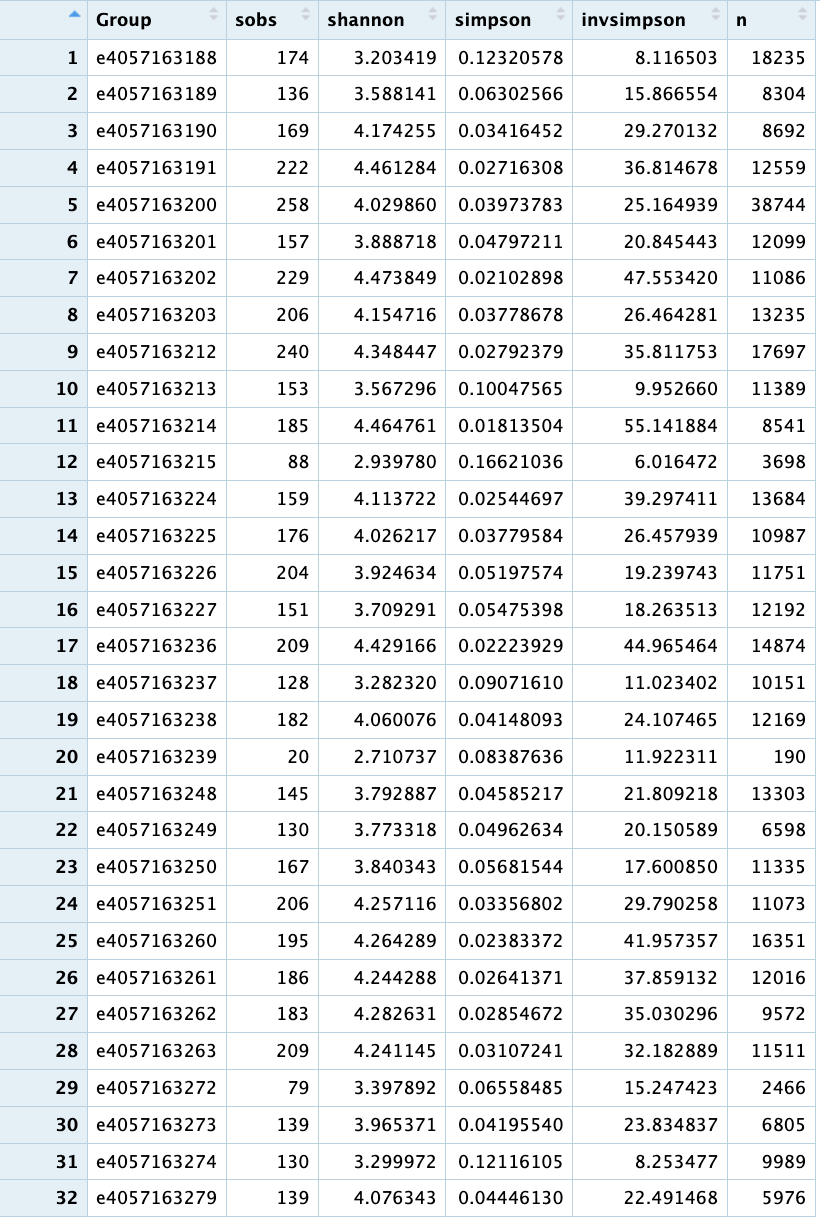 Group sobs shannon simpson invsimpson n
1 e4057163188 174 3.203419 0.12320578 8.116503 18235
2 e4057163189 136 3.588141 0.06302566 15.866554 8304
3 e4057163190 169 4.174255 0.03416452 29.270132 8692
4 e4057163191 222 4.461284 0.02716308 36.814678 12559
5 e4057163200 258 4.029860 0.03973783 25.164939 38744
6 e4057163201 157 3.888718 0.04797211 20.845443 12099
7 e4057163202 229 4.473849 0.02102898 47.553420 11086
8 e4057163203 206 4.154716 0.03778678 26.464281 13235
9 e4057163212 240 4.348447 0.02792379 35.811753 17697
10 e4057163213 153 3.567296 0.10047565 9.952660 11389
11 e4057163214 185 4.464761 0.01813504 55.141884 8541
12 e4057163215 88 2.939780 0.16621036 6.016472 3698
13 e4057163224 159 4.113722 0.02544697 39.297411 13684
14 e4057163225 176 4.026217 0.03779584 26.457939 10987
15 e4057163226 204 3.924634 0.05197574 19.239743 11751
16 e4057163227 151 3.709291 0.05475398 18.263513 12192
17 e4057163236 209 4.429166 0.02223929 44.965464 14874
18 e4057163237 128 3.282320 0.09071610 11.023402 10151
19 e4057163238 182 4.060076 0.04148093 24.107465 12169
20 e4057163239 20 2.710737 0.08387636 11.922311 190
21 e4057163248 145 3.792887 0.04585217 21.809218 13303
22 e4057163249 130 3.773318 0.04962634 20.150589 6598
23 e4057163250 167 3.840343 0.05681544 17.600850 11335
24 e4057163251 206 4.257116 0.03356802 29.790258 11073
25 e4057163260 195 4.264289 0.02383372 41.957357 16351
26 e4057163261 186 4.244288 0.02641371 37.859132 12016
27 e4057163262 183 4.282631 0.02854672 35.030296 9572
28 e4057163263 209 4.241145 0.03107241 32.182889 11511
29 e4057163272 79 3.397892 0.06558485 15.247423 2466
30 e4057163273 139 3.965371 0.04195540 23.834837 6805
31 e4057163274 130 3.299972 0.12116105 8.253477 9989
32 e4057163279 139 4.076343 0.04446130 22.491468 5976